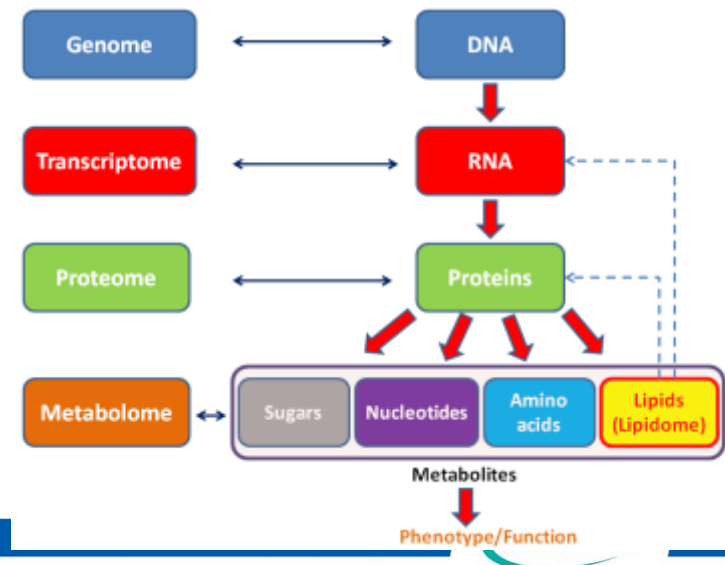 Genome
DNA
Transcriptome
RNA
Proteome
Proteins
Metabolome
Sugars
Nucleotides
Amino
acids
Lipids
(Lipidome)
Metabolites
Phenotype/Function